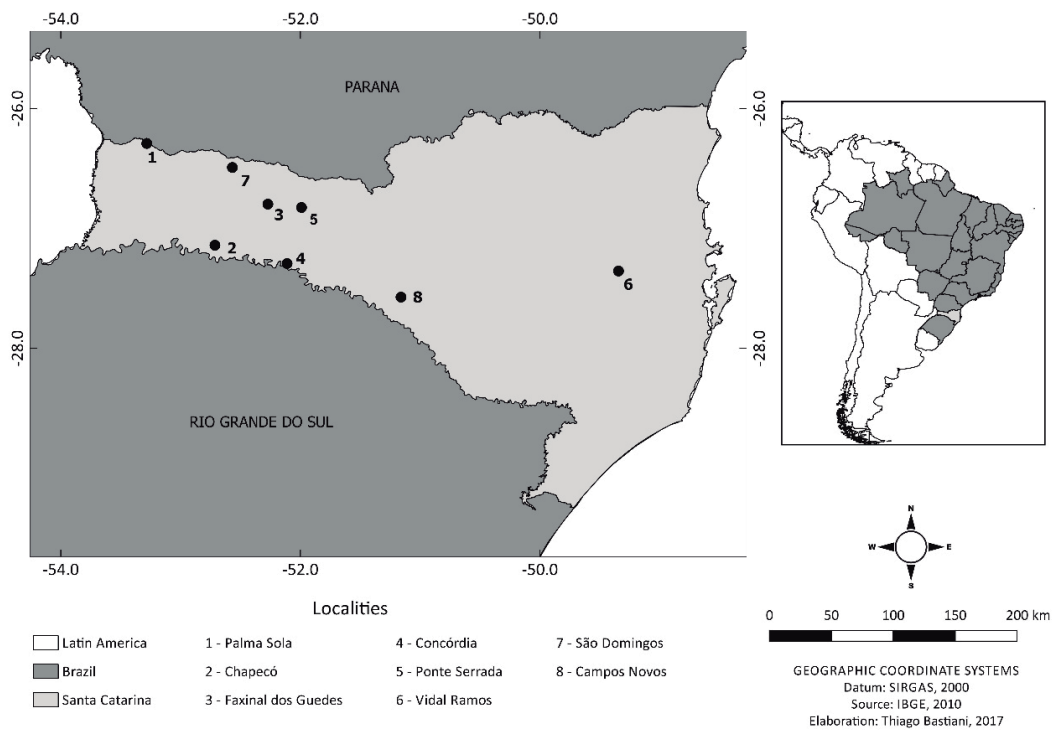 -54.0
-52.0
-50.0
-26.0
-26.0
PARANA
1
7
3
5
2
4
6
8
-28.0
-28.0
RIO GRANDE DO SUL
-54.0
-52.0
-50.0
N
W
E
S
0 50 100 150 200 km
Localities
Latin America
Brazil
Santa Catarina
1 - Palma Sola
2 - Chapecó
3 - Faxinal dos Guedes
4 - Concórdia
5 - Ponte Serrada
6 - Vidal Ramos
7 - São Domingos
8 - Campos Novos
GEOGRAPHIC COORDINATE SYSTEMS
Datum: SIRGAS, 2000
Source: IBGE, 2010
Elaboration: Thiago Bastiani, 2017